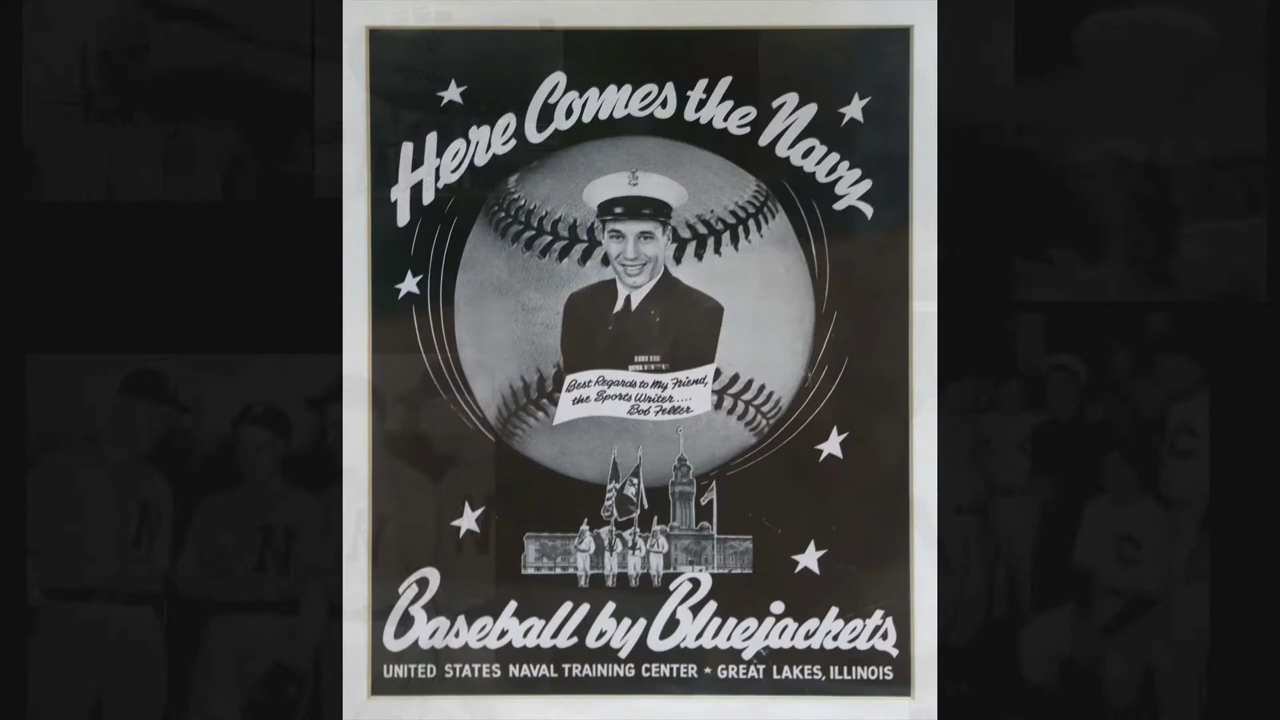 Here Comes the Navy
Best Regards to My Friend,
the Sports Writer....
Bob Feller
Baseball by Bluejackets
UNITED STATES NAVAL TRAINING CENTER * GREAT LAKES, ILLINOIS
N
N
C
C